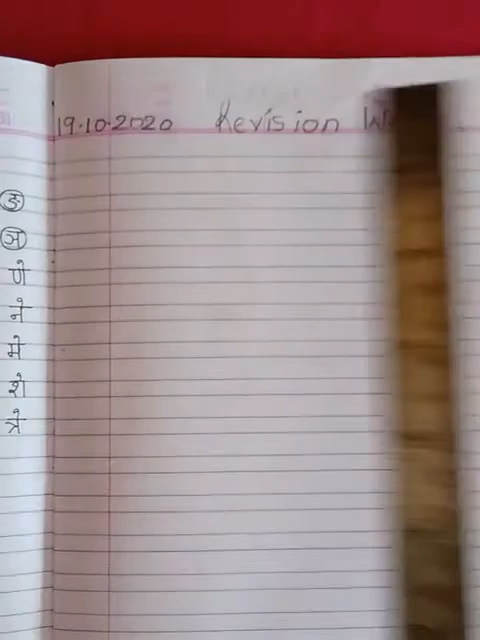 19.10.2020 Revision
ङ
ञ
णे
ने
मे
शे
त्रे